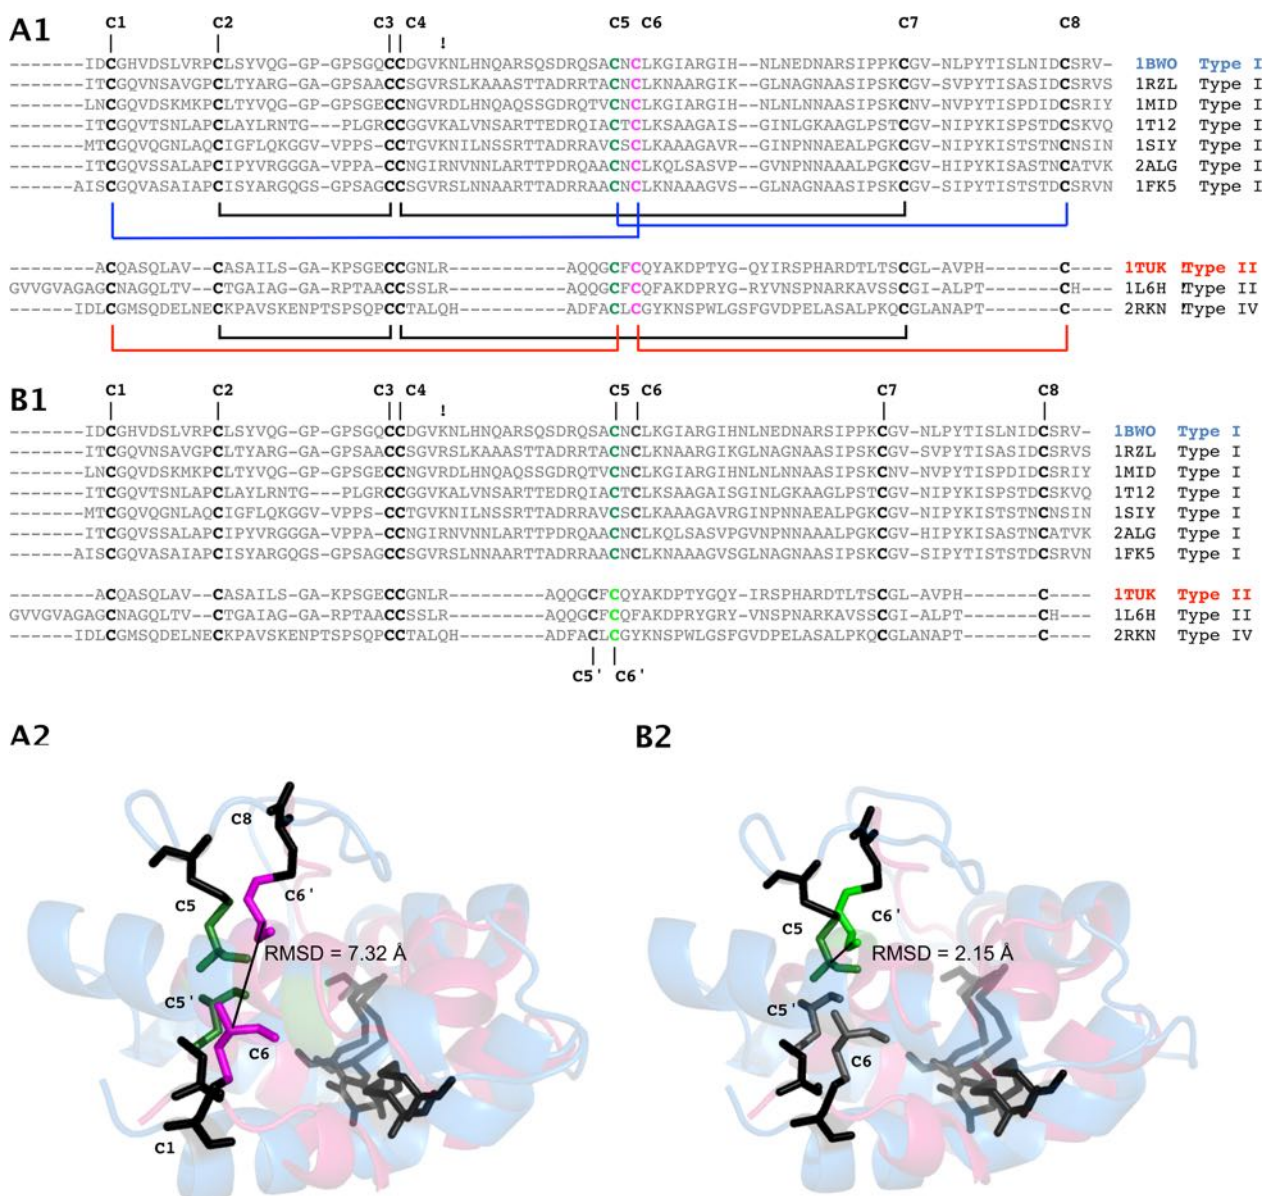 A1 C1 C2 C3 C4 C5 C6 C7 C8
!
-------IDCGHVDSLVRPCLSYVQG-GP-GPSGQCCDGVKNLHNQARSQSDRQSACNCLKGIARGIH-NLNEDNARSIPPKCGV-NLPYTISLNIDCSRV- 1BWO Type I
-------ITCGQVNSAVGPCLTYARG-GA-GPSAACCSGVRSLKAAASTTADRRTACNCLKNAARGIK-GLNAGNAASIPSKCGV-SVPYTISASIDCSRVS 1RZL Type I
-------LNCGQVDSKMKPCLTYVQG-GP-GPSGECCNGVRDLHNQAQSSGDRQTVCNCLKGIARGIH-NLNLNNAASIPSKCNV-NVPYTISPDIDCSRIY 1MID Type I
-------ITCGQVTSNLAPCLAYLRNTG---PLGRCCGGVKALVNSARTTEDRQIACTCLKSAAGAIS-GINLGKAAGLPSTCGV-NIPYKISPSTDCSKVQ 1T12 Type I
-------MTCGQVQGNLAQCIGFLQKGGV-VPPS-CCTGVKNILNSSRTTADRRAVCSCLKAAAGAVR-GINPNNAEALPGKCGV-NIPYKISTSTNCNSIN 1SIY Type I
-------ITCGQVSSALAPCIPYVRGGGA-VPPA-CCNGIRNVNNLARTTPDRQAACNCLKQLSASVP-GVNPNNAAALPGKCGV-HIPYKISASTNCATVK 2ALG Type I
------AISCGQVASAIAPCISYARGQGS-GPSAGCCSGVRSLNNAARTTADRRAACNCLKNAAAGVS-GLNAGNAASIPSKCGV-SIPYTISTSTDCSRVN 1FK5 Type I
--------ACQASQLAV--CASAILS-GA-KPSGECCGNLR----------AQQGCFCQYAKDPTYG-QYIRSPHARDTLTSCGL-AVPH-------C---- 1TUK Type II
GVVGVAGAGCNAGQLTV--CTGAIAG-GA-RPTAACCSSLR----------AQQGCFCQFAKDPRYG-RYVNSPNARKAVSSCGI-ALPT-------CH--- 1L6H Type II
------IDLCGMSQDELNECKPAVSKENPTSPSQPCCTALQH---------ADFACLCGYKNSPWLGSFGVDPELASALPKQCGLANAPT-------C---- 2RKN Type IV
B1 C1 C2 C3 C4 C5 C6 C7 C8
!
-------IDCGHVDSLVRPCLSYVQG-GP-GPSGQCCDGVKNLHNQARSQSDRQSACNCLKGIARGIHNLNEDNARSIPPKCGV-NLPYTISLNIDCSRV- 1BWO Type I
-------ITCGQVNSAVGPCLTYARG-GA-GPSAACCSGVRSLKAAASTTADRRTACNCLKNAARGIKGLNAGNAASIPSKCGV-SVPYTIGASIDCSRVS 1RZL Type I
-------LNCGQVDSKMKPCLTYVQG-GP-GPSGECCNGVRDLHNQAQSSGDRQTVCNCLKGIARGIHNLNLNNAASIPSKCNV-NVPYTISPDIDCSRIY 1MID Type I
-------ITCGQVTSNLAPCLAYLRNTG---PLGRCCGGVKALVNSARTTEDRQIACTCLKSAAGAISGINLGKAAGLPSTCGV-NIPYKISPSTDCSKVQ 1T12 Type I
-------MTCGQVQGNLAQCIGFLQKGGV-VPPS-CCTGVKNILNSSRTTADRRAVCSCLKAAAGAVRGINPNNAEALPGKCGV-NIPYKISTSTNCNSIN 1SIY Type I
-------ITCGQVSSALAPCIPYVRGGGA-VPPA-CCNGIRNVNNLARTTPDRQAACNCLKQLSASVPGVNPNNAAALPGKCGV-HIPYKISASTNCATVK 2ALG Type I
------AISCGQVASAIAPCISYARGQGS-GPSAGCCSGVRSLNNAARTTADRRAACNCLKNAAAGVSGLNAGNAASIPSKCGV-SIPYTISTSTDCSRVN 1FK5 Type I
--------ACQASQLAV--CASAILS-GA-KPSGECCGNLR--------AQQGCFCQYAKDPTYGQY-IRSPHARDTLTSCGL-AVPH-------C---- 1TUK Type II
GVVGVAGAGCNAGQLTV--CTGAIAG-GA-RPTAACCSSLR--------AQQGCFCQFAKDPRYGRY-VNSPNARKAVSSCGI-ALPT-------CH--- 1L6H Type II
------IDLCGMSQDELNECKPAVSKENPTSPSQPCCTALQH-------ADFACLCGYKNSPWLGSFGVDPELASALPKQCGLANAPT-------C---- 2RKN Type IV
C5' C6'
A2 B2
C8
C5 C6'
RMSD = 7.32 Å
C5'
C6
C1
C5 C6'
RMSD = 2.15 Å
C5'
C6